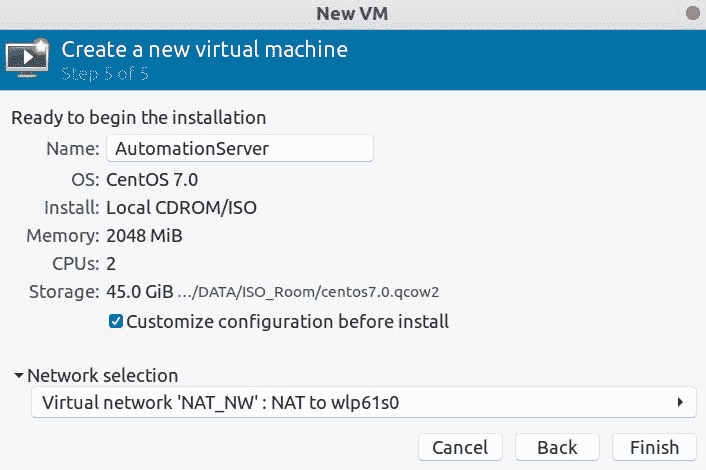 New VM
Create a new virtual machine
Step 5 of 5
Ready to begin the installation
Name: AutomationServer
OS: CentOS 7.0
Install: Local CDROM/ISO
Memory: 2048 MiB
CPUs: 2
Storage: 45.0 GiB .../DATA/ISO_Room/centos7.0.qcow2
Customize configuration before install
Network selection
Virtual network 'NAT_NW' : NAT to wlp61s0
Cancel Back Finish